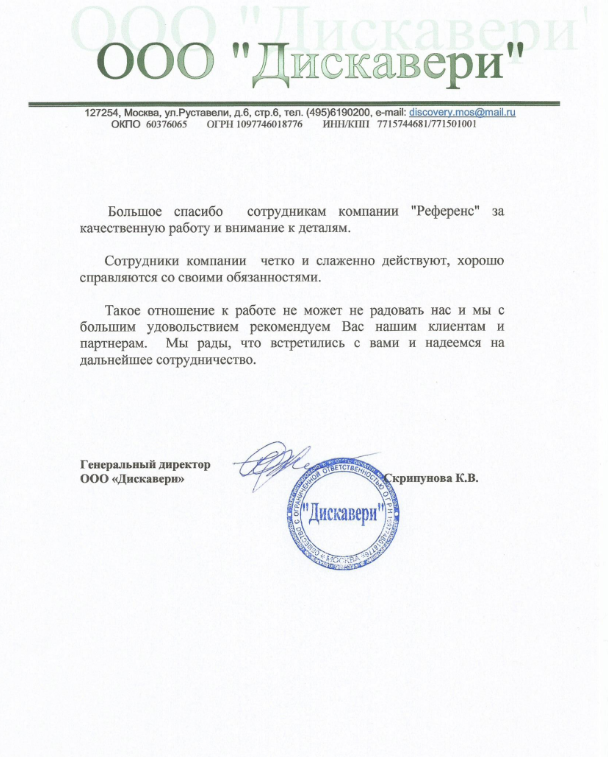 ООО "Дискавери"
127254, Москва, ул.Руставели, д.6, стр.6, тел. (495)6190200, e-mail: discovery.mos@mail.ru
ОКПО 60376065 ОГРН 1097746018776 ИНН/КПП 7715744681/771501001
Большое спасибо сотрудникам компании "Референс" за
качественную работу и внимание к деталям.
Сотрудники компании четко и слаженно действуют, хорошо
справляются со своими обязанностями.
Такое отношение к работе не может не радовать нас и мы с
большим удовольствием рекомендуем Вас нашим клиентам и
партнерам. Мы рады, что встретились с вами и надеемся на
дальнейшее сотрудничество.
Генеральный директор
ООО «Дискавери»
Скрипунова К.В.
ОБЩЕСТВО С ОГРАНИЧЕННОЙ ОТВЕТСТВЕННОСТЬЮ
"Дискавери"
МОСКВА